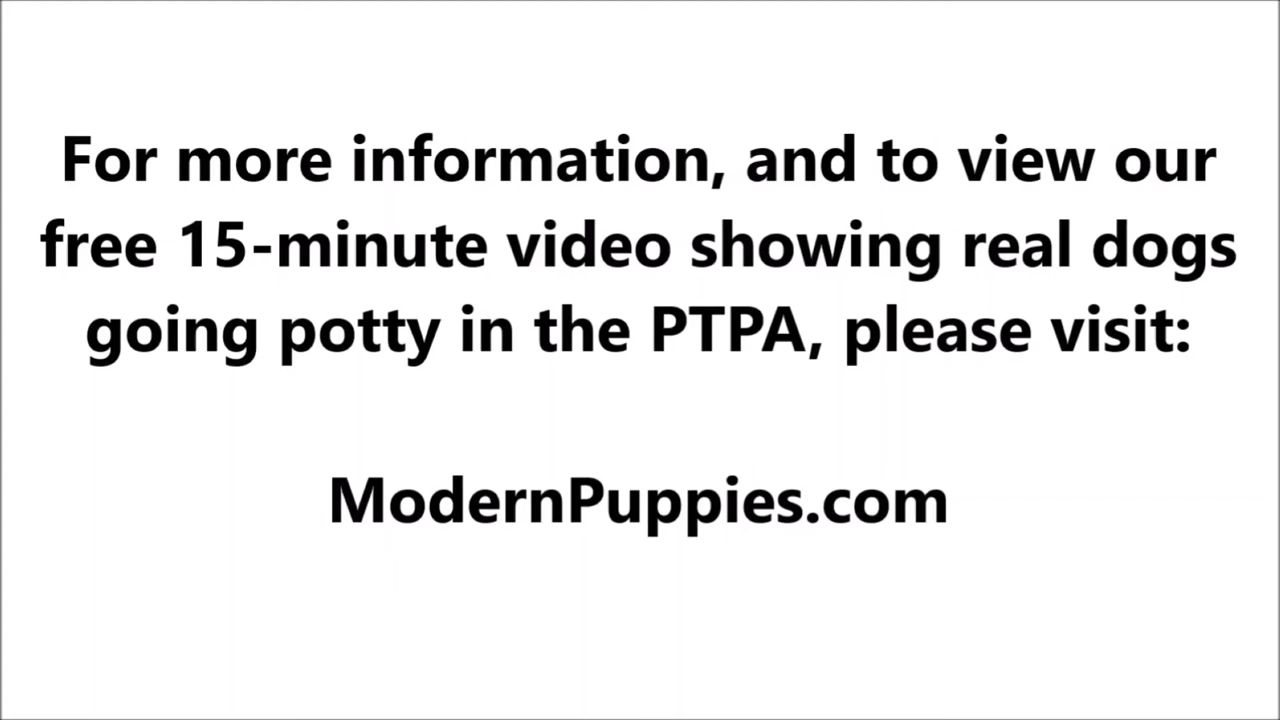 For more information, and to view our
free 15-minute video showing real dogs
going potty in the PTPA, please visit:
ModernPuppies.com